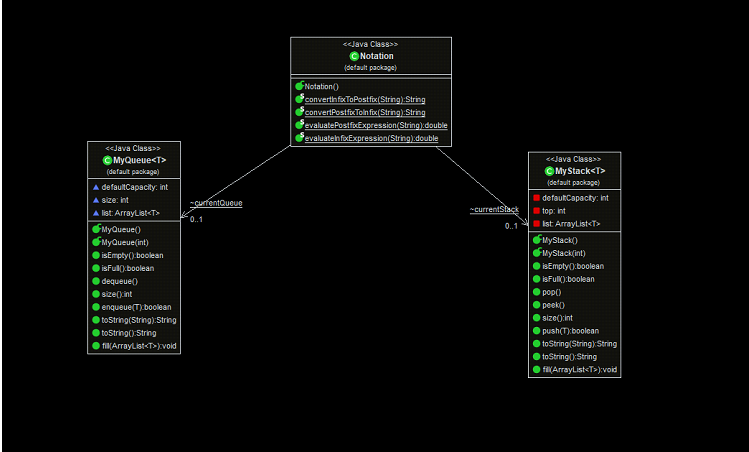 <<Java Class>>
Notation
(default package)
Notation()
convertInfixToPostfix(String):String
convertPostfixToInfix(String):String
evaluatePostfixExpression(String):double
evaluateInfixExpression(String):double
<<Java Class>>
MyQueue<T>
(default package)
defaultCapacity: int
size: int
list: ArrayList<T>
MyQueue()
MyQueue(int)
isEmpty():boolean
isFull():boolean
dequeue()
size():int
enqueue(T):boolean
toString(String):String
toString():String
fill(ArrayList<T>):void
~currentQueue
0..1
~currentStack
0..1
<<Java Class>>
MyStack<T>
(default package)
defaultCapacity: int
top: int
list: ArrayList<T>
MyStack()
MyStack(int)
isEmpty():boolean
isFull():boolean
pop()
peek()
size():int
push(T):boolean
toString(String):String
toString():String
fill(ArrayList<T>):void